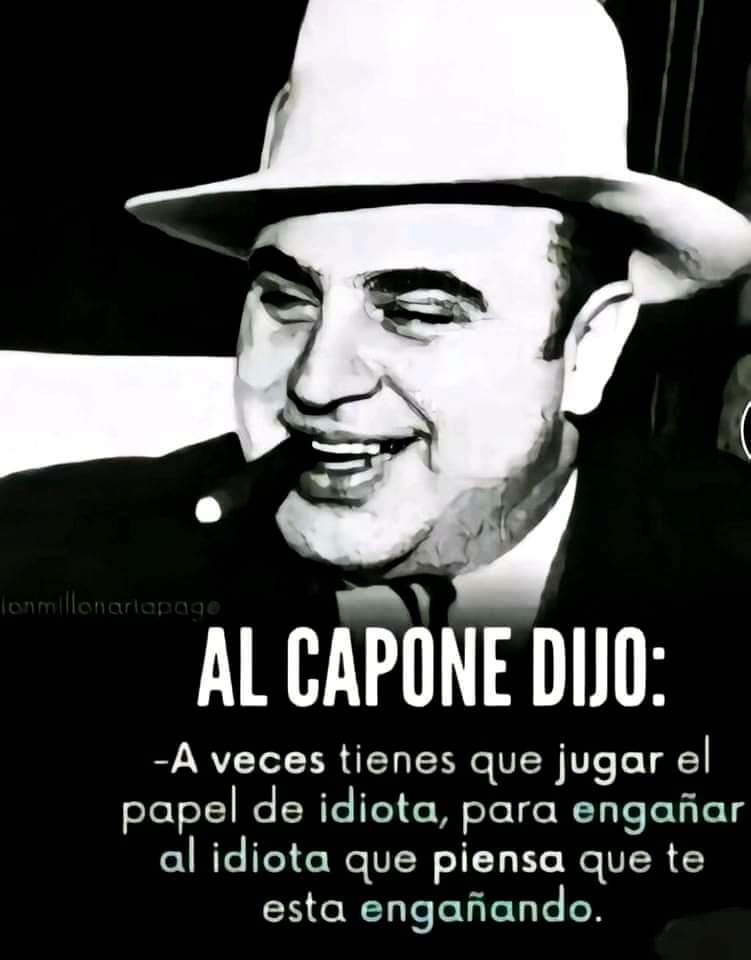 ionmillonariapage
AL CAPONE DIJO:
-A veces tienes que jugar el
papel de idiota, para engañar
al idiota que piensa que te
esta engañando.